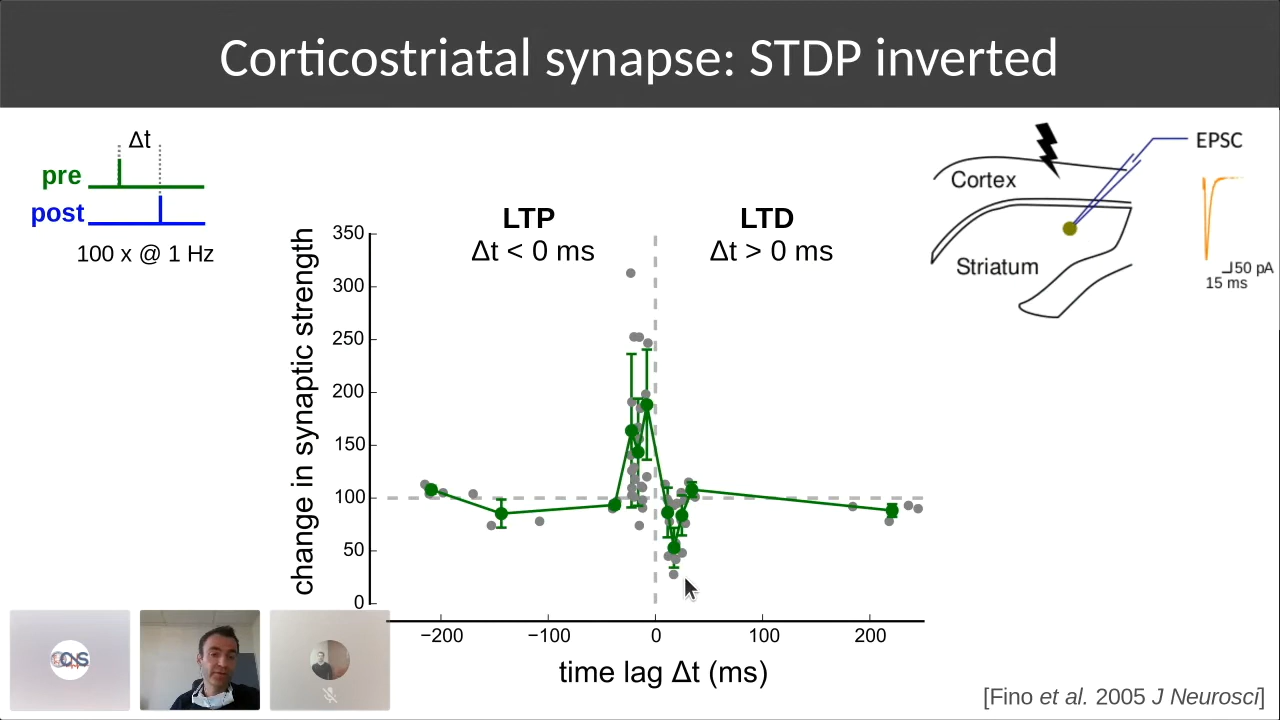 Corticostriatal synapse: STDP inverted
Δt
pre
post
100 x @ 1 Hz
LTP
Δt < 0 ms
LTD
Δt > 0 ms
change in synaptic strength
350
300
250
200
150
100
50
0
−200
−100
0
100
200
time lag Δt (ms)
Cortex
Striatum
EPSC
50 pA
15 ms
[Fino et al. 2005 J Neurosci]